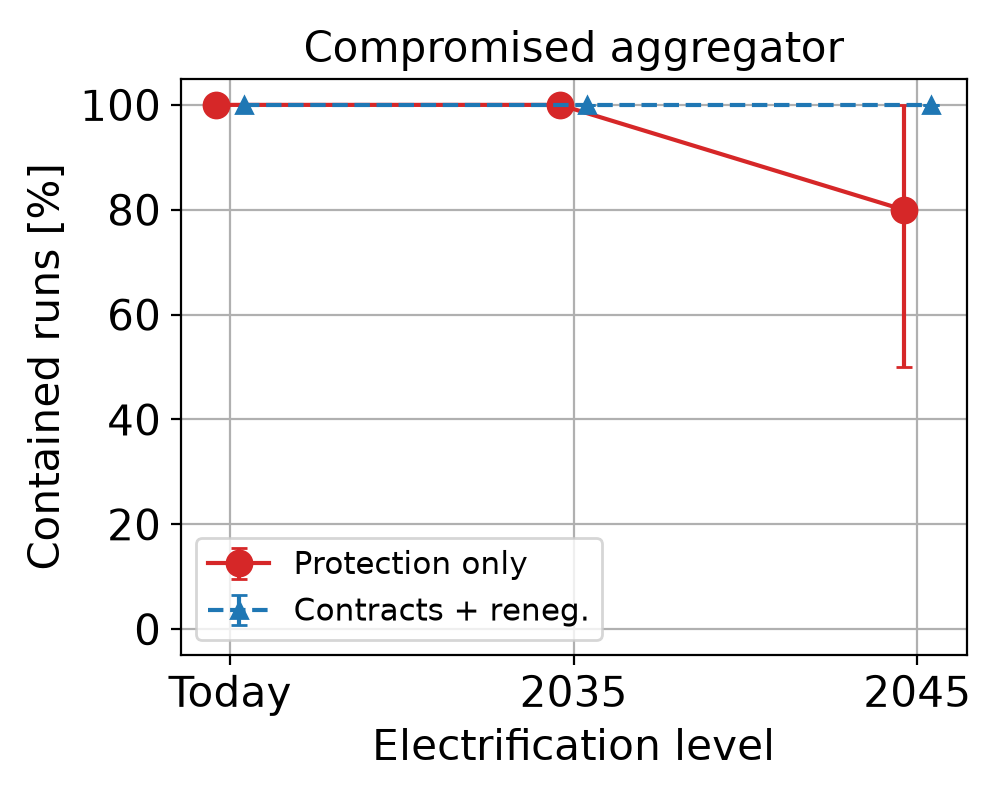 Compromised aggregator
Contained runs [%]
100
80
60
40
20
0
Protection only
Contracts + reneg.
Today 2035 2045
Electrification level